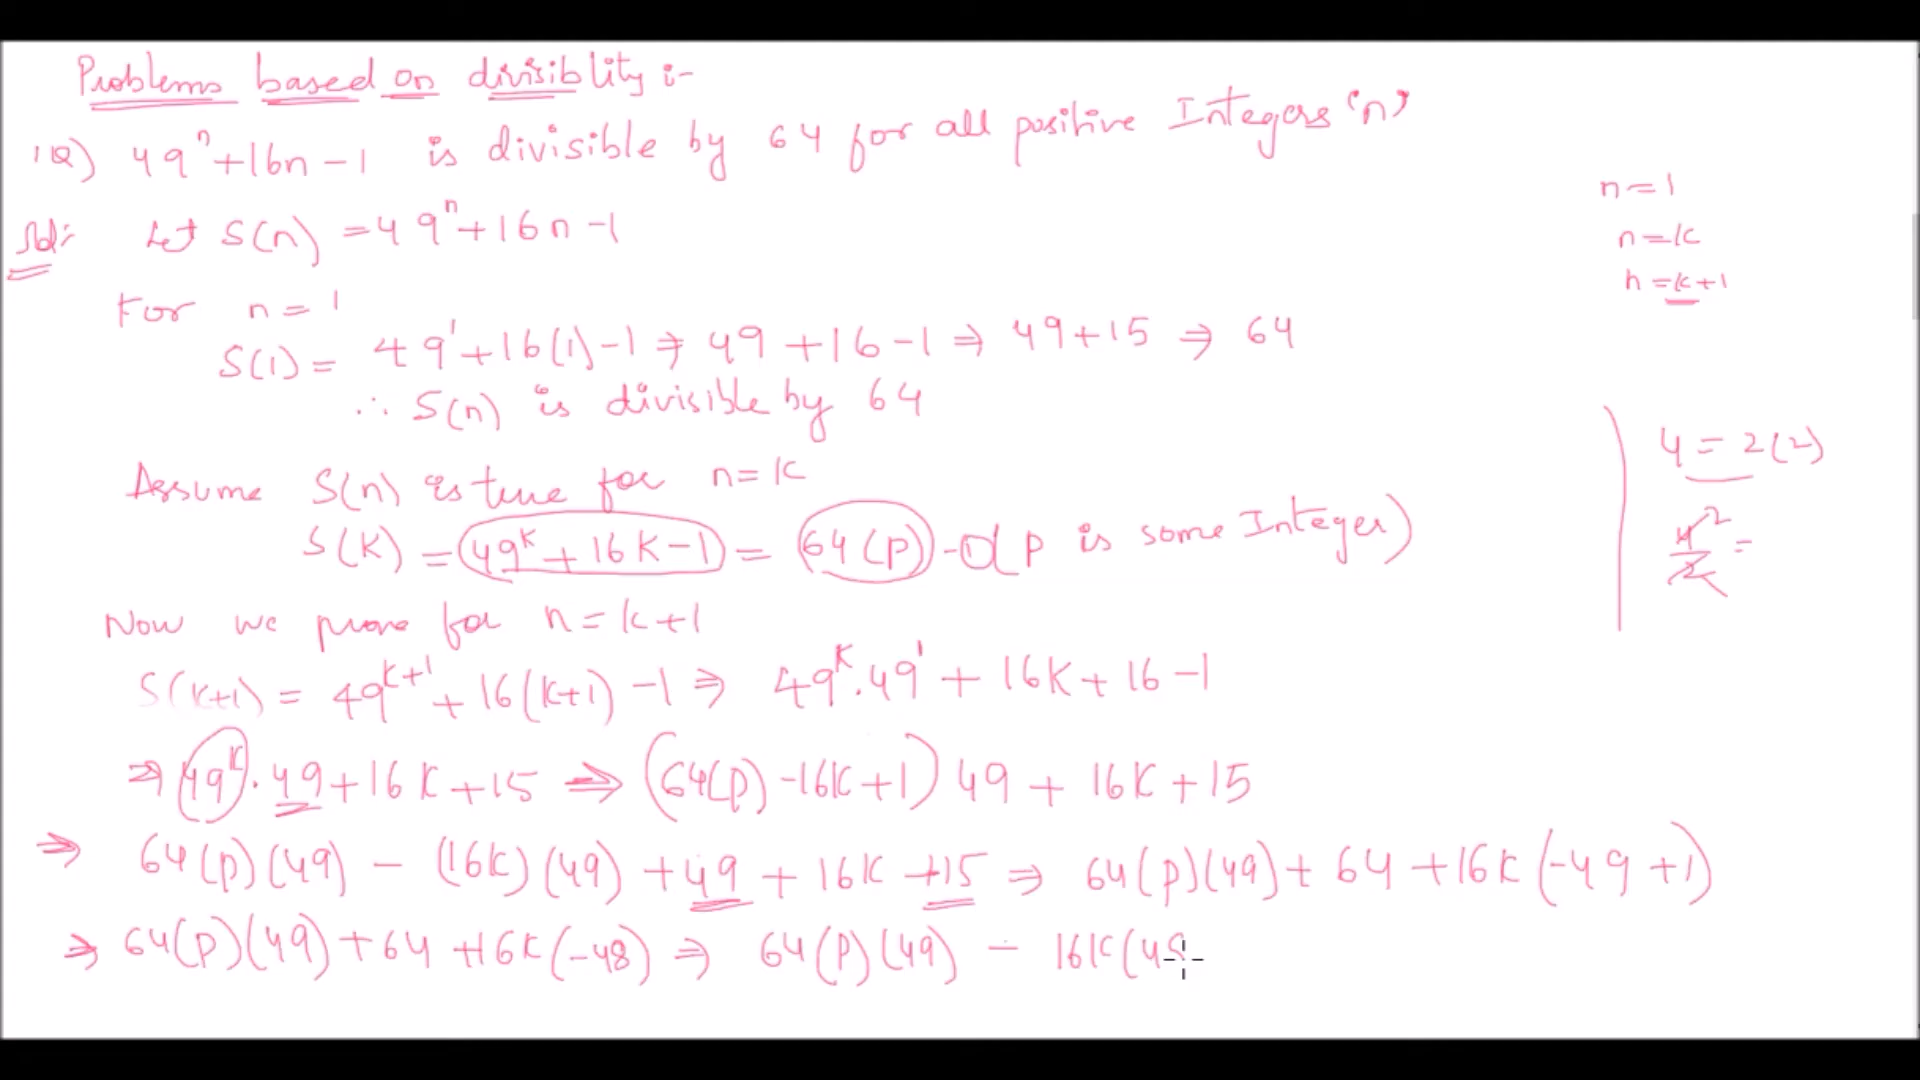 Problems based on divisiblity :-
1Q) 49^n + 16n - 1 is divisible by 64 for all positive Integers 'n'
Sol: Let S(n) = 49^n + 16n - 1
n = 1
n = k
n = k+1
For n = 1
S(1) = 49^1 + 16(1) - 1 ⇒ 49 + 16 - 1 ⇒ 49 + 15 ⇒ 64
∴ S(n) is divisible by 64
Assume S(n) is true for n = k
S(K) = 49^K + 16K - 1 = 64(P) - ① (P is some Integer)
4 = 2(2)
4^2
/2 =
Now we prove for n = k+1
S(k+1) = 49^{K+1} + 16(k+1) - 1 ⇒ 49^K . 49^1 + 16K + 16 - 1
⇒ 49^K . 49 + 16K + 15 ⇒ (64(P) - 16K + 1) 49 + 16K + 15
⇒ 64(P)(49) - (16K)(49) + 49 + 16K + 15 ⇒ 64(P)(49) + 64 + 16K(-49 + 1)
⇒ 64(P)(49) + 64 + 16K(-48) ⇒ 64(P)(49) - 16K(48